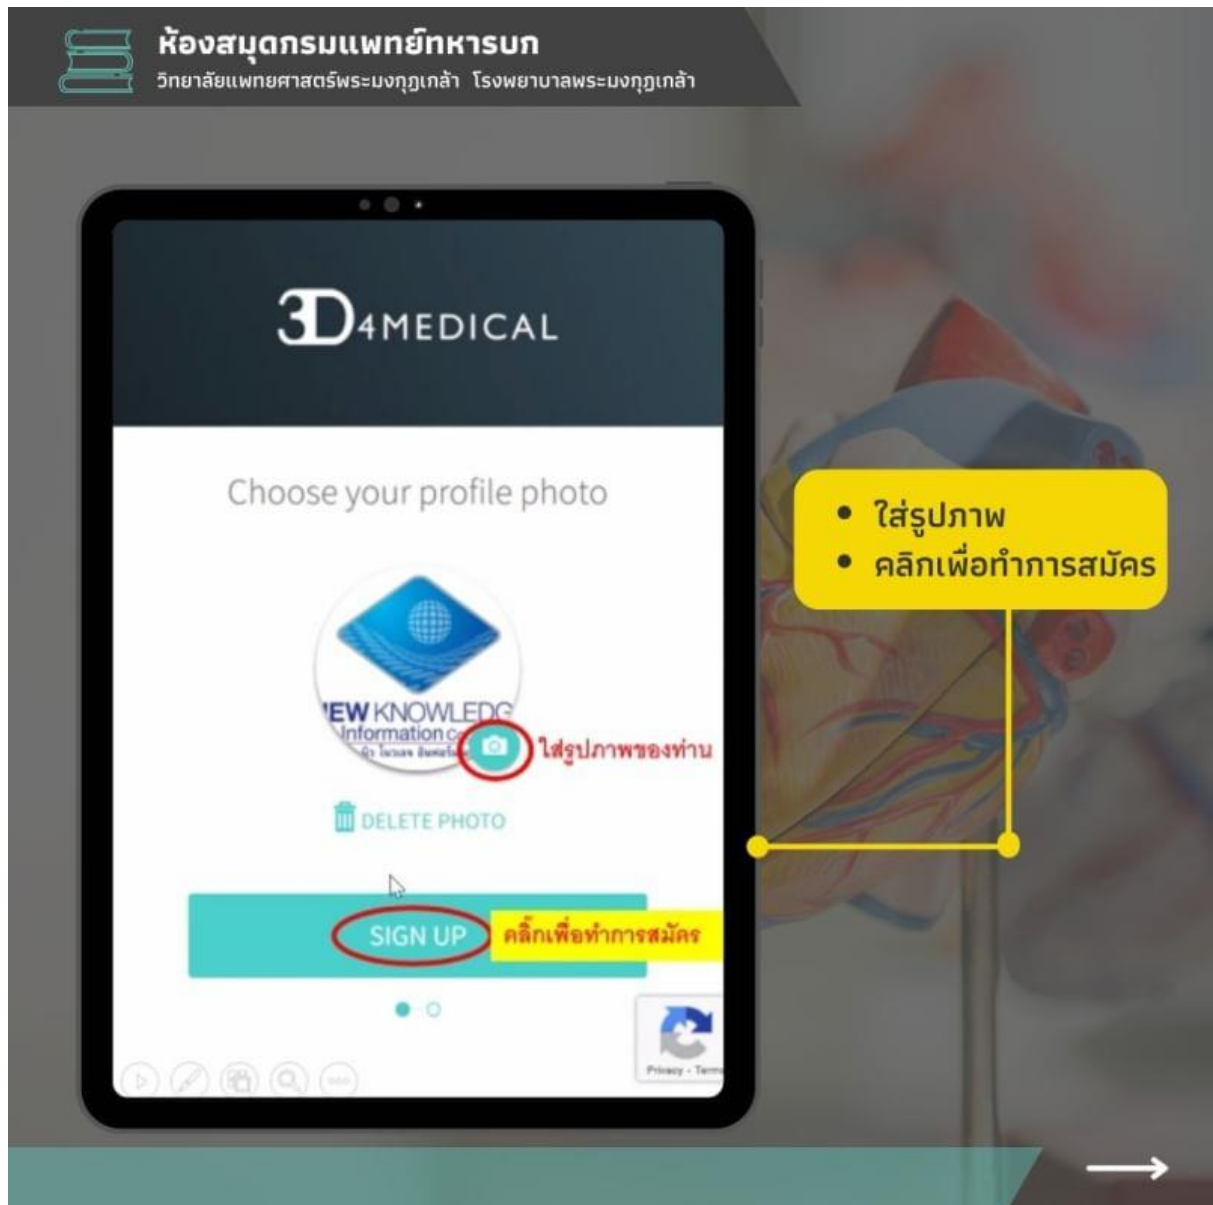 ห้องสมุดกรมแพทย์ทหารบก
วิทยาลัยแพทยศาสตร์พระมงกุฎเกล้า โรงพยาบาลพระมงกุฎเกล้า
3D4MEDICAL
Choose your profile photo
• ใส่รูปภาพ
• คลิกเพื่อทำการสมัคร
EW KNOWLEDG
Information C
ใส่รูปภาพของท่าน
DELETE PHOTO
SIGN UP
คลิ๊กเพื่อทำการสมัคร
Privacy - Terms